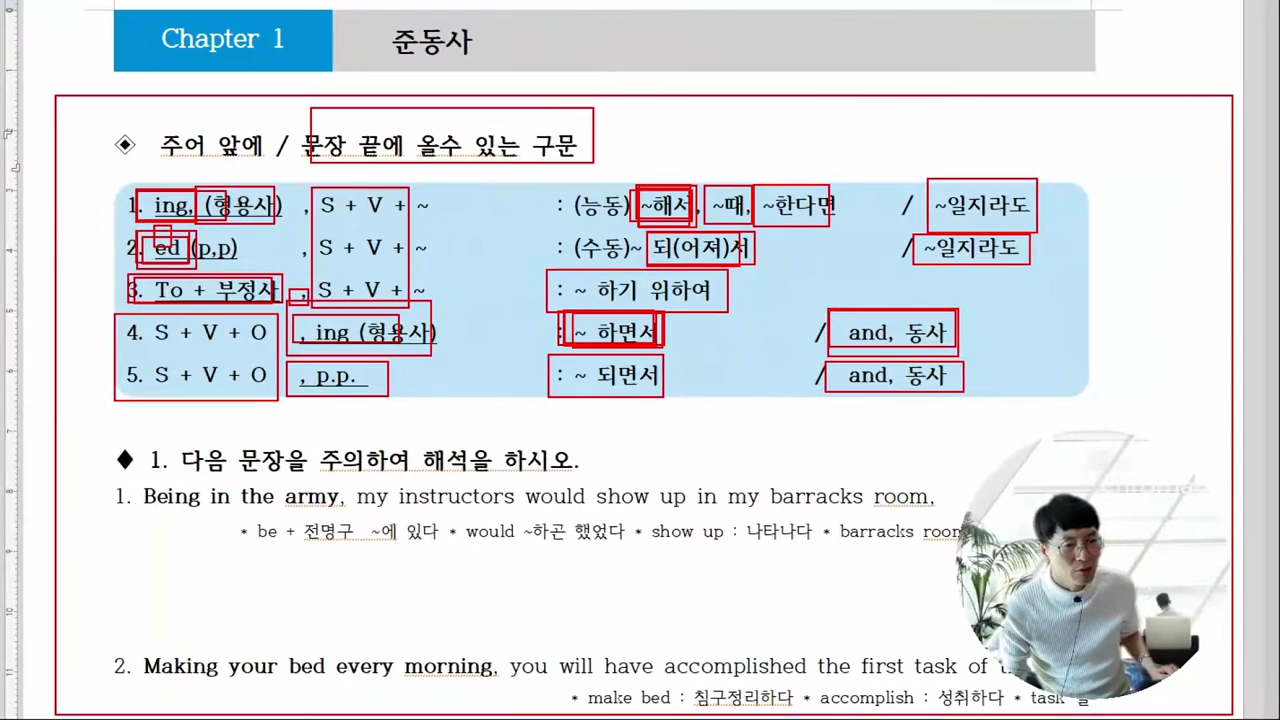 Chapter 1 준동사
◈ 주어 앞에 / 문장 끝에 올수 있는 구문
1. ing, (형용사) , S + V + ~ : (능동) ~해서, ~때, ~한다면 / ~일지라도
2. ed (p,p) , S + V + ~ : (수동)~ 되(어져)서 / ~일지라도
3. To + 부정사 , S + V + ~ : ~ 하기 위하여
4. S + V + O , ing (형용사) : ~ 하면서 / and, 동사
5. S + V + O , p.p. : ~ 되면서 / and, 동사
♦ 1. 다음 문장을 주의하여 해석을 하시오.
1. Being in the army, my instructors would show up in my barracks room,
* be + 전명구 ~에 있다 * would ~하곤 했었다 * show up : 나타나다 * barracks room
2. Making your bed every morning, you will have accomplished the first task of
* make bed : 침구정리하다 * accomplish : 성취하다 * task